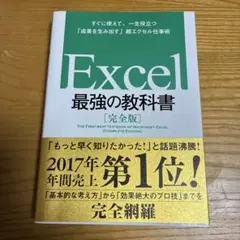 すぐに使えて、一生役立つ
「成果を生み出す」超エクセル仕事術
Excel
最強の教科書
[完全版]
「もっと早く知りたかった!」と話題沸騰!
2017年
年間売上
第1位!
「基本的な考え方」から「効果絶大のプロ技」までを
完全網羅